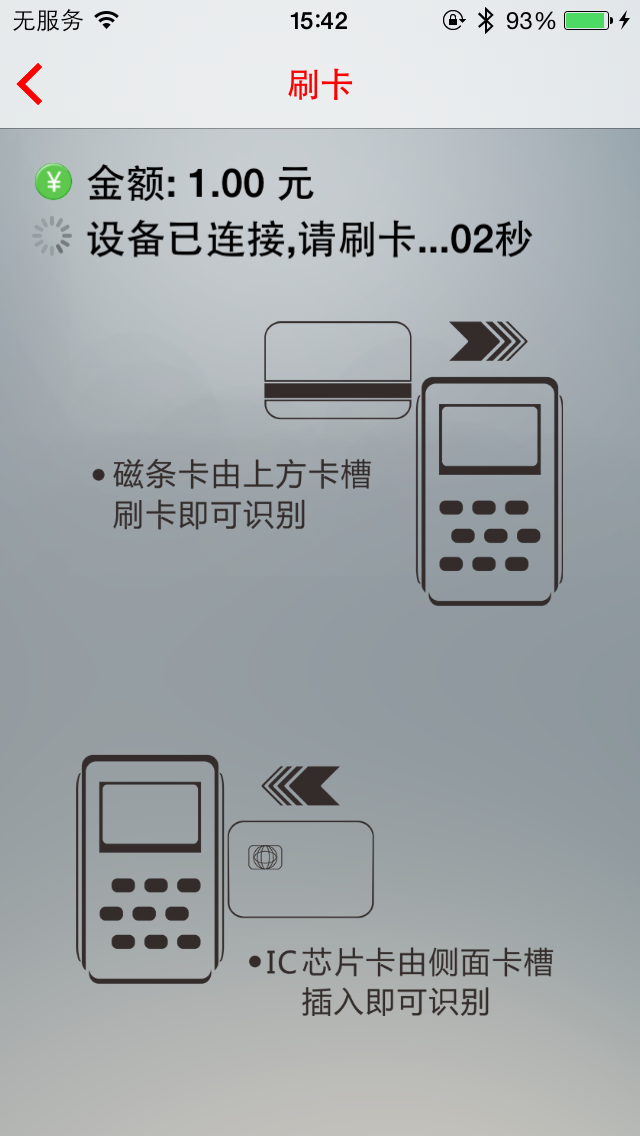 无服务 15:42 93%
刷卡
¥ 金额: 1.00 元
设备已连接,请刷卡...02秒
•磁条卡由上方卡槽
刷卡即可识别
•IC芯片卡由侧面卡槽
插入即可识别